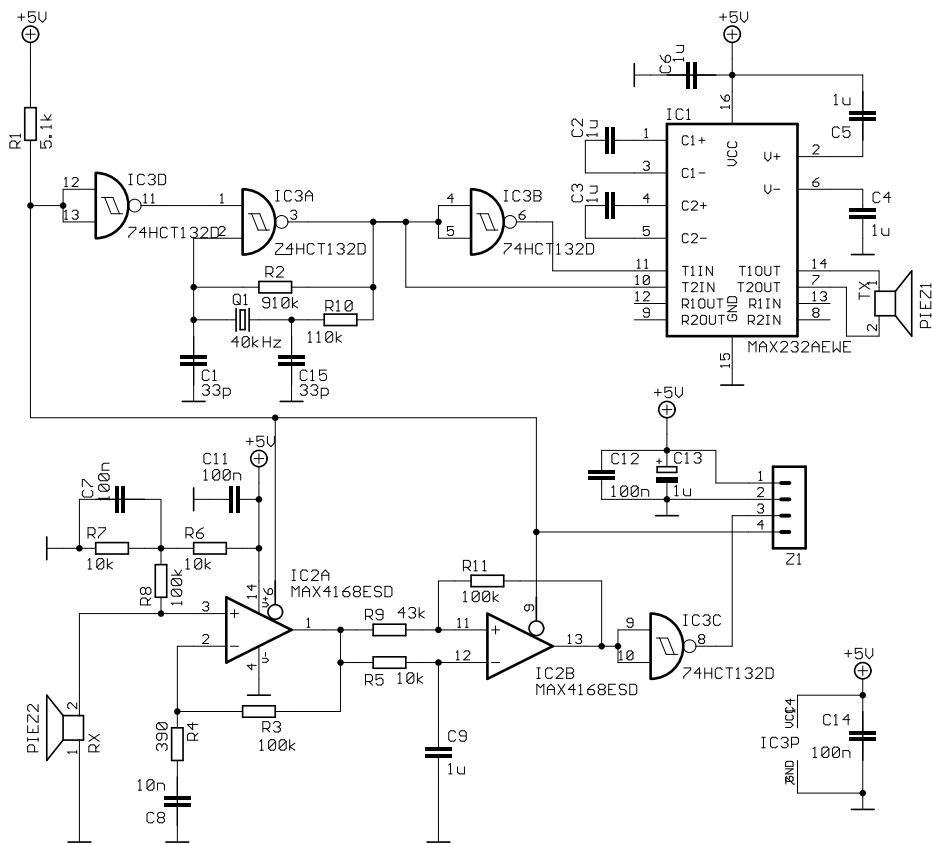 +5V
+5V
R1
5.1k
C6
1u
16
IC1
1u
C5
C2
1u
1
C1+
VCC
V+
2
3
C1-
C3
1u
4
C2+
V-
6
C4
1u
5
C2-
11
T1IN
T1OUT
14
10
T2IN
T2OUT
7
12
R1OUT
GND
R1IN
13
9
R2OUT
R2IN
8
15
MAX232AEWE
TX
1
2
PIEZ1
12
13
IC3D
11
74HCT132D
1
2
IC3A
3
74HCT132D
4
5
IC3B
6
74HCT132D
R2
910k
Q1
40kHz
R10
110k
C1
33p
C15
33p
+5V
C7
100n
C11
100n
+5V
C12
100n
+
C13
1u
1
2
3
4
Z1
R7
10k
R6
10k
R8
100k
14
V+
6
IC2A
MAX4168ESD
3
+
2
-
1
4
V-
R9
43k
R5
10k
R11
100k
9
11
+
12
-
13
IC2B
MAX4168ESD
9
10
IC3C
8
74HCT132D
R3
100k
390
R4
10n
C8
C9
1u
PIEZ2
2
1
RX
+5V
VCC
IC3P
GND
7
C14
100n